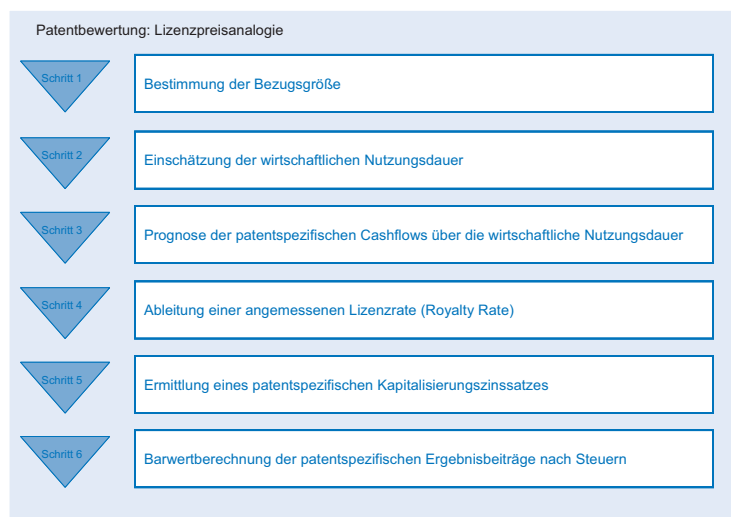 Patentbewertung: Lizenzpreisanalogie
Schritt 1
Bestimmung der Bezugsgröße
Schritt 2
Einschätzung der wirtschaftlichen Nutzungsdauer
Schritt 3
Prognose der patentspezifischen Cashflows über die wirtschaftliche Nutzungsdauer
Schritt 4
Ableitung einer angemessenen Lizenzrate (Royalty Rate)
Schritt 5
Ermittlung eines patentspezifischen Kapitalisierungszinssatzes
Schritt 6
Barwertberechnung der patentspezifischen Ergebnisbeiträge nach Steuern